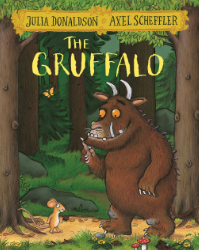 JULIA DONALDSON AXEL SCHEFFLER
THE
GRUFFALO